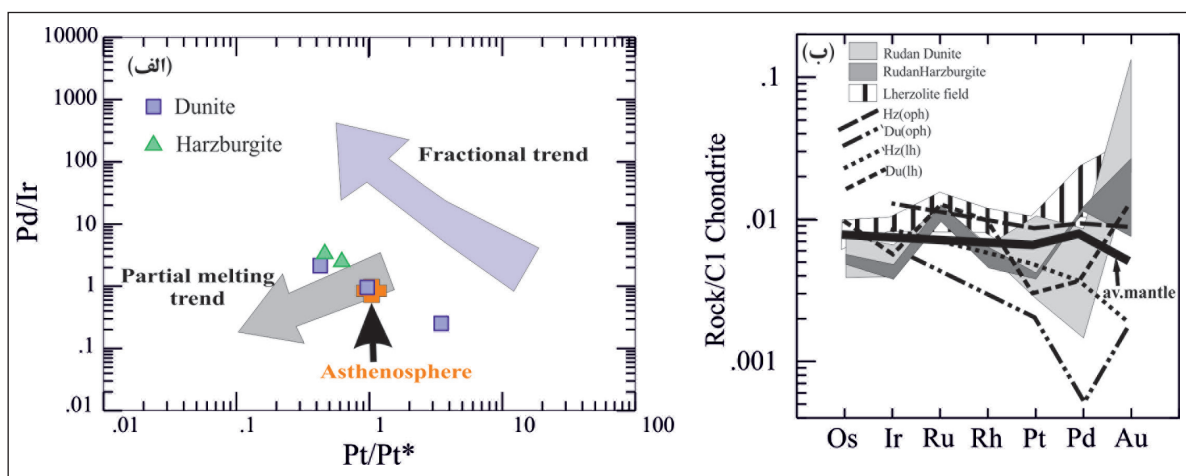 10000
1000
100
10
1
.1
.01
Pd/Ir
(الف)
Dunite
Harzburgite
Fractional trend
Partial melting
trend
Asthenosphere
.01
.1
1
10
100
Pt/Pt*
(ب)
Rudan Dunite
RudanHarzburgite
Lherzolite field
Hz(oph)
Du(oph)
Hz(lh)
Du(lh)
.1
.01
.001
Rock/C1 Chondrite
av.mantle
Os Ir Ru Rh Pt Pd Au